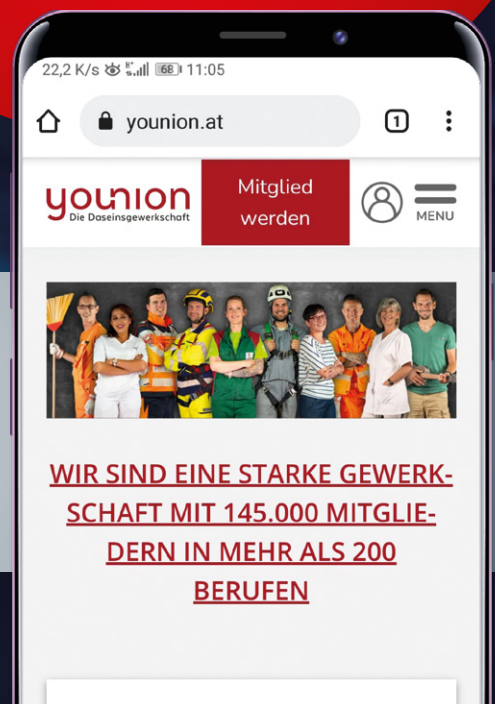 22,2 K/s 68 11:05
younion.at 1
younion
Die Daseinsgewerkschaft
Mitglied
werden
MENU
WIR SIND EINE STARKE GEWERK-
SCHAFT MIT 145.000 MITGLIE-
DERN IN MEHR ALS 200
BERUFEN